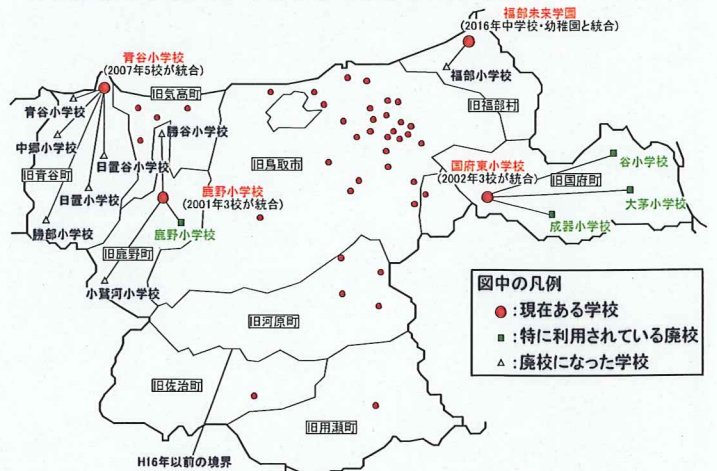 福部未来学園
(2016年中学校・幼稚園と統合)
青谷小学校
(2007年5校が統合)
旧気高町
福部小学校
旧福部村
青谷小学校
勝谷小学校
中郷小学校
日置谷小学校
旧鳥取市
国府東小学校
(2002年3校が統合)
谷小学校
旧国府町
旧青谷町
日置小学校
鹿野小学校
(2001年3校が統合)
大茅小学校
勝部小学校
鹿野小学校
成器小学校
旧鹿野町
小鷲河小学校
図中の凡例
:現在ある学校
:特に利用されている廃校
:廃校になった学校
旧河原町
旧佐治町
旧用瀬町
H16年以前の境界